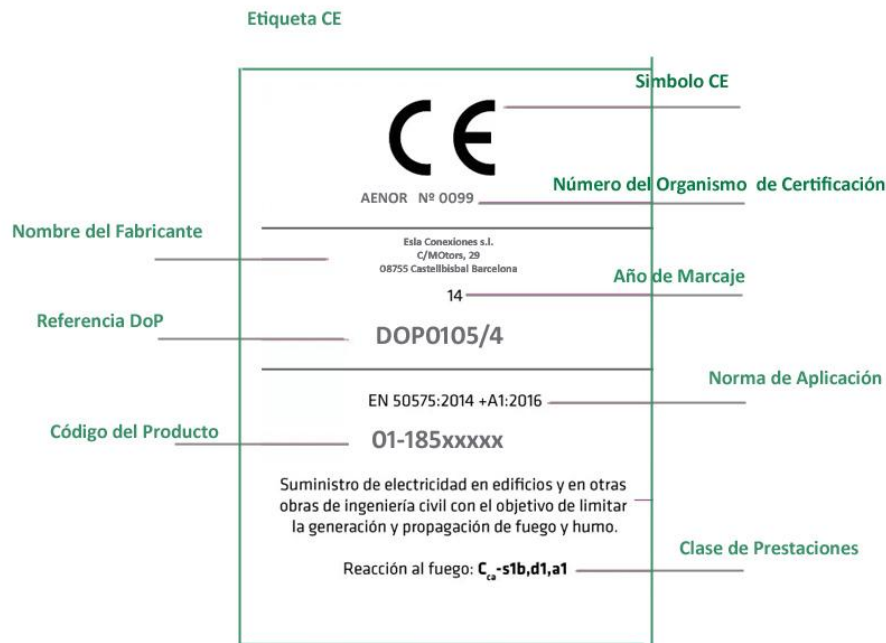 Etiqueta CE
Simbolo CE
CE
Número del Organismo de Certificación
AENOR Nº 0099
Nombre del Fabricante
Esla Conexiones s.l.
C/MOtors, 29
08755 Castellbisbal Barcelona
Año de Marcaje
14
Referencia DoP
DOP0105/4
Norma de Aplicación
EN 50575:2014 +A1:2016
Código del Producto
01-185xxxxx
Suministro de electricidad en edificios y en otras
obras de ingeniería civil con el objetivo de limitar
la generación y propagación de fuego y humo.
Clase de Prestaciones
Reacción al fuego: Cca-s1b,d1,a1